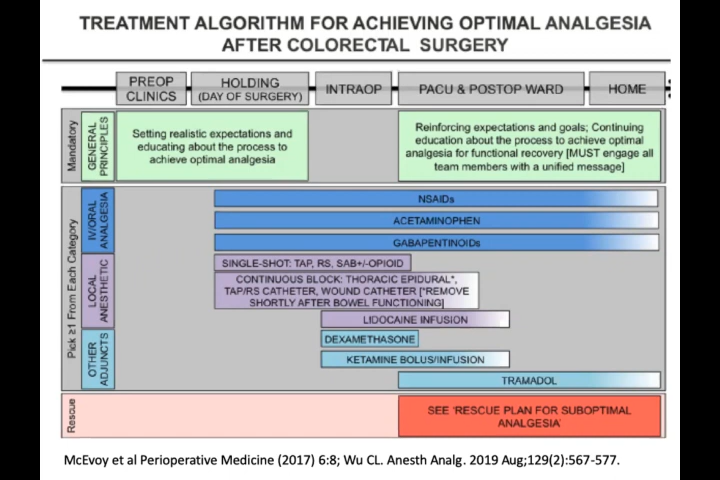 TREATMENT ALGORITHM FOR ACHIEVING OPTIMAL ANALGESIA
AFTER COLORECTAL SURGERY
PREOP
CLINICS
HOLDING
(DAY OF SURGERY)
INTRAOP
PACU & POSTOP WARD
HOME
Mandatory
GENERAL
PRINCIPLES
Setting realistic expectations and
educating about the process to
achieve optimal analgesia
Reinforcing expectations and goals; Continuing
education about the process to achieve optimal
analgesia for functional recovery [MUST engage all
team members with a unified message]
Pick ≥1 From Each Category
IV/ORAL
ANALGESIA
NSAIDs
ACETAMINOPHEN
GABAPENTINOIDs
LOCAL
ANESTHETIC
SINGLE-SHOT: TAP, RS, SAB+/-OPIOID
CONTINUOUS BLOCK: THORACIC EPIDURAL*,
TAP/RS CATHETER, WOUND CATHETER [*REMOVE
SHORTLY AFTER BOWEL FUNCTIONING]
LIDOCAINE INFUSION
OTHER
ADJUNCTS
DEXAMETHASONE
KETAMINE BOLUS/INFUSION
TRAMADOL
Rescue
SEE 'RESCUE PLAN FOR SUBOPTIMAL
ANALGESIA'
McEvoy et al Perioperative Medicine (2017) 6:8; Wu CL. Anesth Analg. 2019 Aug;129(2):567-577.